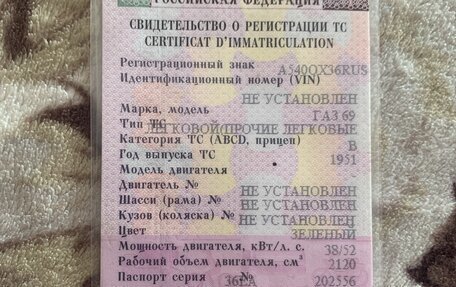 РОССИЙСКАЯ ФЕДЕРАЦИЯ
СВИДЕТЕЛЬСТВО О РЕГИСТРАЦИИ ТС
CERTIFICAT D'IMMATRICULATION
Регистрационный знак А540ОХ36RUS
Идентификационный номер (VIN)
НЕ УСТАНОВЛЕН
Марка, модель ГАЗ 69
Тип ТС ЛЕГКОВОЙ/ПРОЧИЕ ЛЕГКОВЫЕ
Категория ТС (ABCD, прицеп) В
Год выпуска ТС 1951
Модель двигателя
Двигатель № НЕ УСТАНОВЛЕН
Шасси (рама) № НЕ УСТАНОВЛЕН
Кузов (коляска) № НЕ УСТАНОВЛЕН
Цвет ЗЕЛЕНЫЙ
Мощность двигателя, кВт/л. с. 38/52
Рабочий объем двигателя, см³ 2120
Паспорт серия № 202556